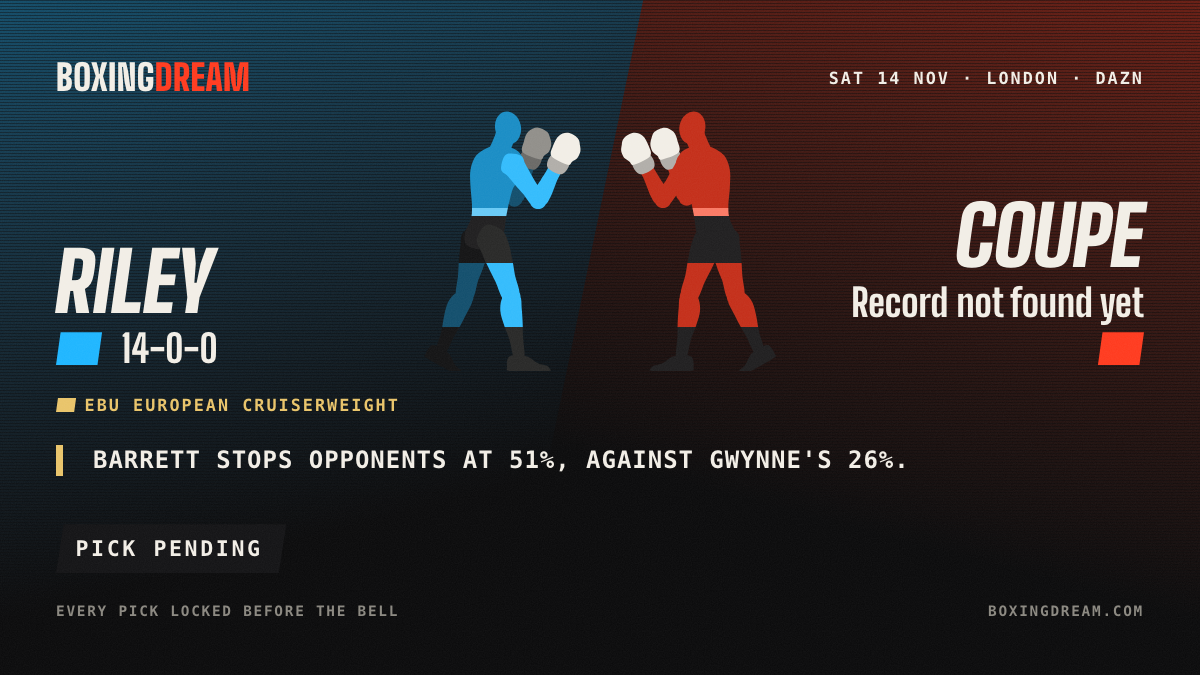 BOXINGDREAM
SAT 14 NOV · LONDON · DAZN
RILEY
14-0-0
COUPE
Record not found yet
EBU EUROPEAN CRUISERWEIGHT
BARRETT STOPS OPPONENTS AT 51%, AGAINST GWYNNE'S 26%.
PICK PENDING
EVERY PICK LOCKED BEFORE THE BELL
BOXINGDREAM.COM